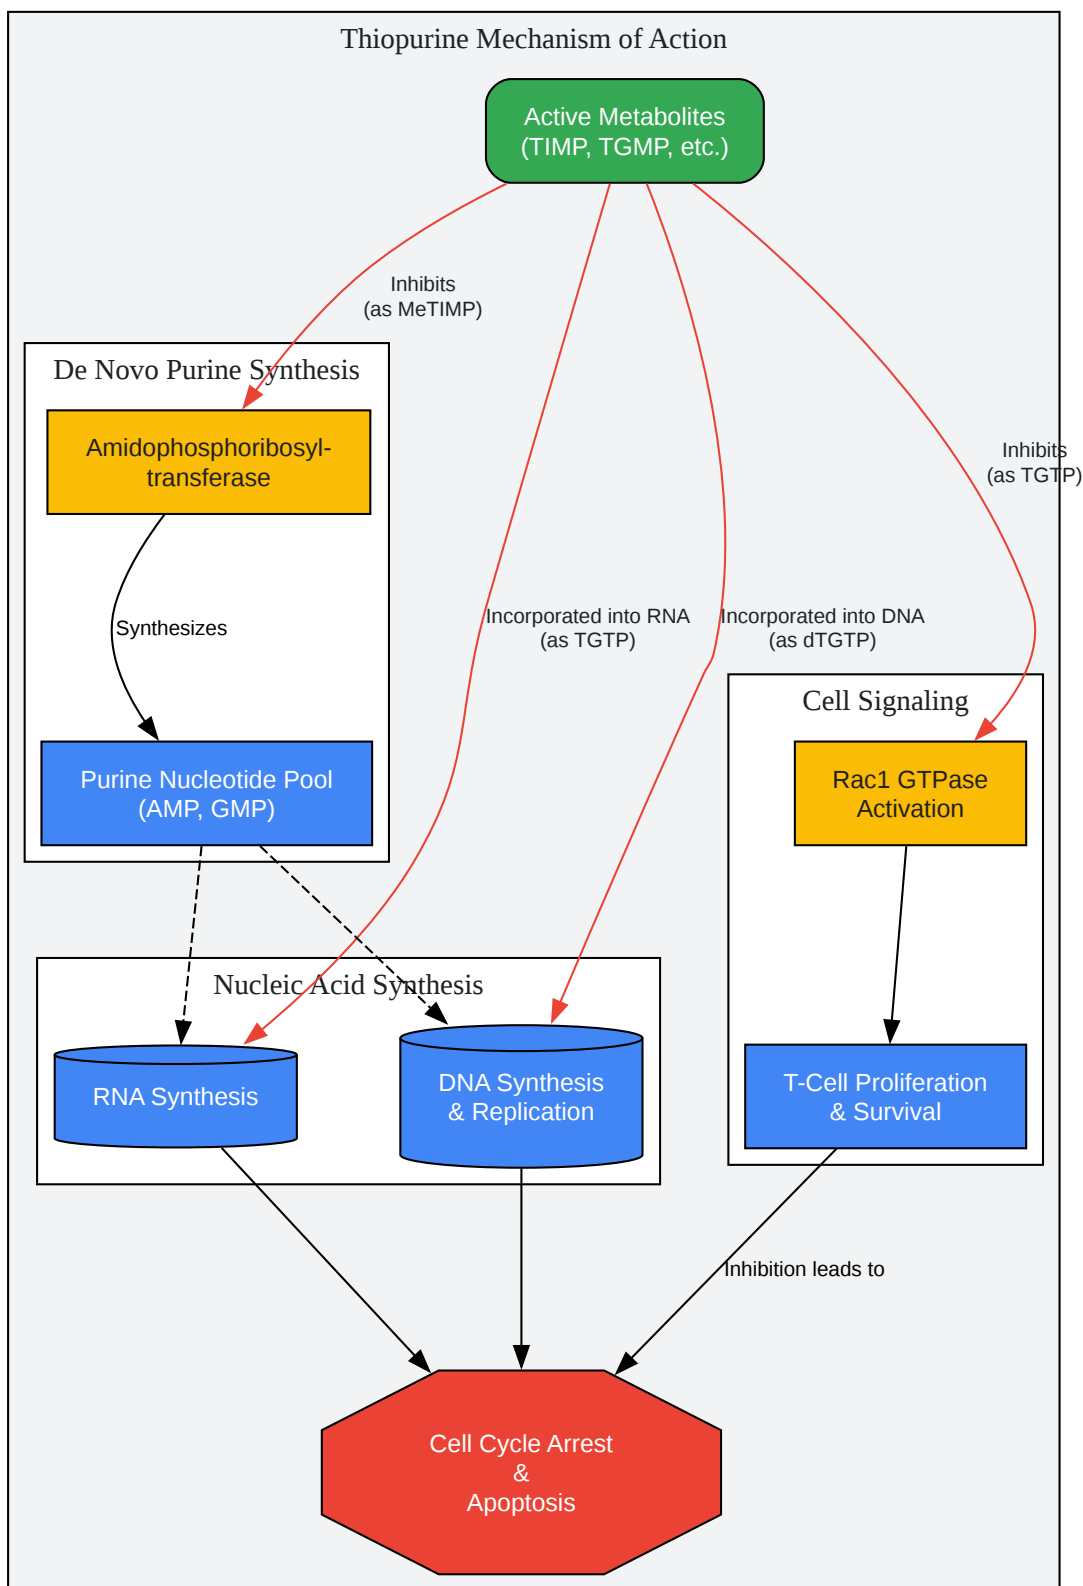 Thiopurine Mechanism of Action
Active Metabolites
(TIMP, TGMP, etc.)
Inhibits
(as MeTIMP)
De Novo Purine Synthesis
Amidophosphoribosyl-
transferase
Inhibits
(as TGTP)
Synthesizes
Incorporated into RNA
(as TGTP)
Incorporated into DNA
(as dTGTP)
Cell Signaling
Purine Nucleotide Pool
(AMP, GMP)
Rac1 GTPase
Activation
Nucleic Acid Synthesis
RNA Synthesis
DNA Synthesis
& Replication
T-Cell Proliferation
& Survival
Inhibition leads to
Cell Cycle Arrest
&
Apoptosis